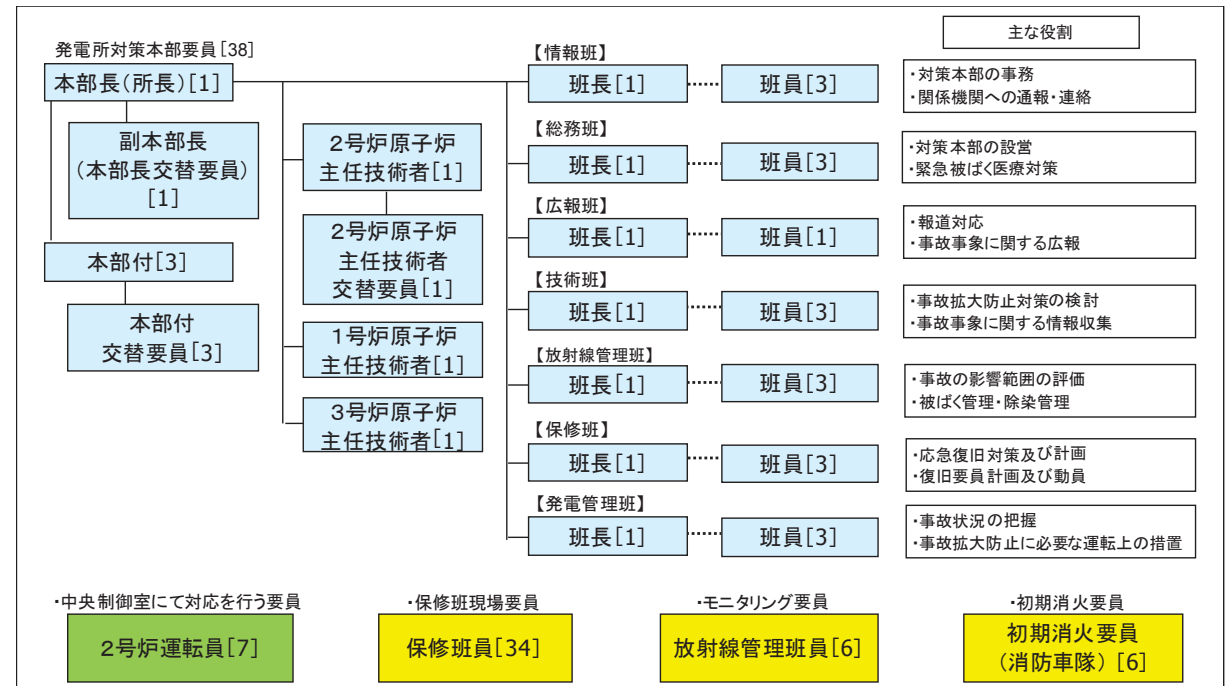 主な役割
発電所対策本部要員[38]
本部長(所長)[1]
副本部長
(本部長交替要員)
[1]
本部付[3]
本部付
交替要員[3]
2号炉原子炉
主任技術者[1]
2号炉原子炉
主任技術者
交替要員[1]
1号炉原子炉
主任技術者[1]
3号炉原子炉
主任技術者[1]
【情報班】
班長[1]
班員[3]
・対策本部の事務
・関係機関への通報・連絡
【総務班】
班長[1]
班員[3]
・対策本部の設営
・緊急被ばく医療対策
【広報班】
班長[1]
班員[1]
・報道対応
・事故事象に関する広報
【技術班】
班長[1]
班員[3]
・事故拡大防止対策の検討
・事故事象に関する情報収集
【放射線管理班】
班長[1]
班員[3]
・事故の影響範囲の評価
・被ばく管理・除染管理
【保修班】
班長[1]
班員[3]
・応急復旧対策及び計画
・復旧要員計画及び動員
【発電管理班】
班長[1]
班員[3]
・事故状況の把握
・事故拡大防止に必要な運転上の措置
・中央制御室にて対応を行う要員
2号炉運転員[7]
・保修班現場要員
保修班員[34]
・モニタリング要員
放射線管理班員[6]
・初期消火要員
初期消火要員
(消防車隊)[6]